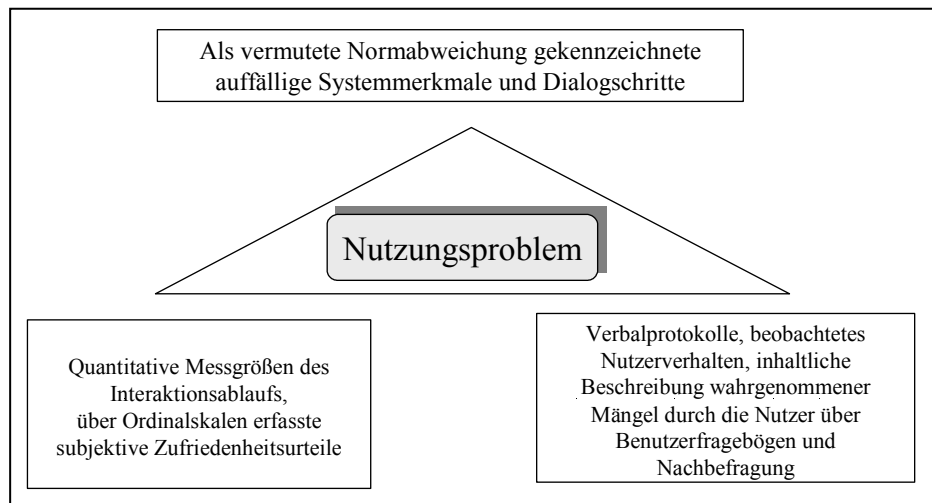 Als vermutete Normabweichung gekennzeichnete
auffällige Systemmerkmale und Dialogschritte
Nutzungsproblem
Quantitative Messgrößen des
Interaktionsablaufs,
über Ordinalskalen erfasste
subjektive Zufriedenheitsurteile
Verbalprotokolle, beobachtetes
Nutzerverhalten, inhaltliche
Beschreibung wahrgenommener
Mängel durch die Nutzer über
Benutzerfragebögen und
Nachbefragung